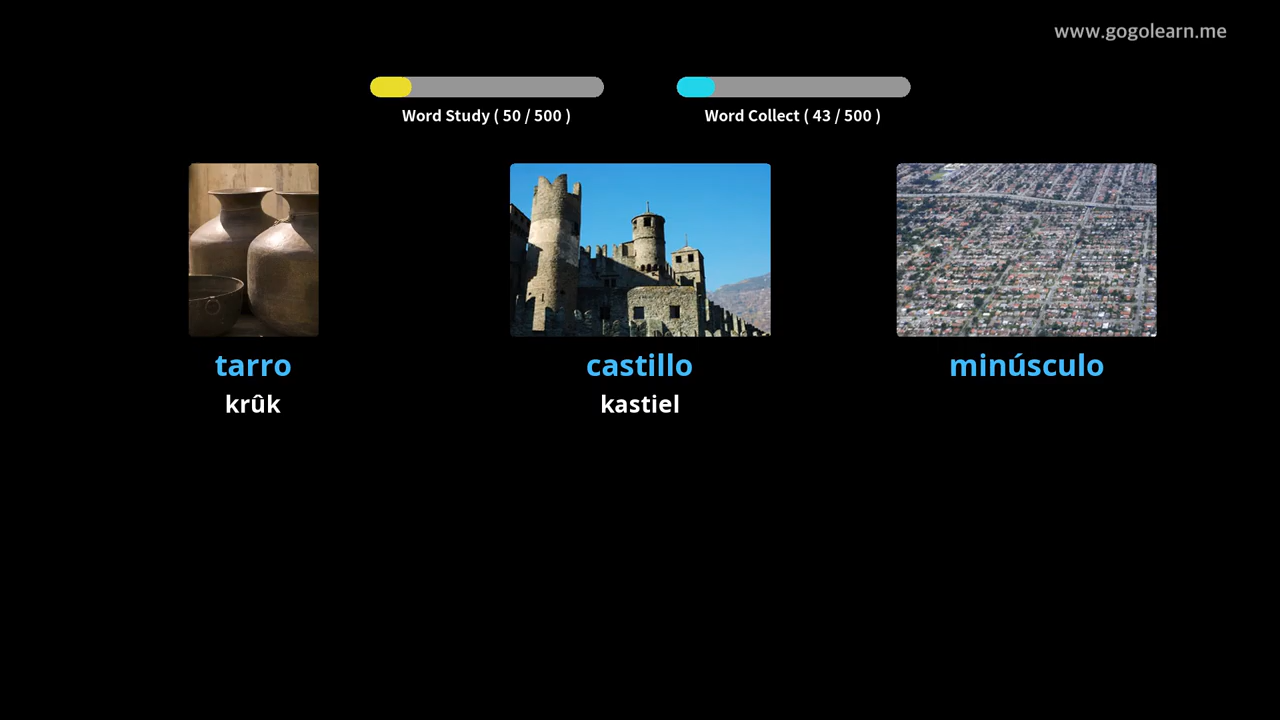 www.gogolearn.me
Word Study ( 50 / 500 )
Word Collect ( 43 / 500 )
tarro
castillo
minúsculo
krûk
kastiel